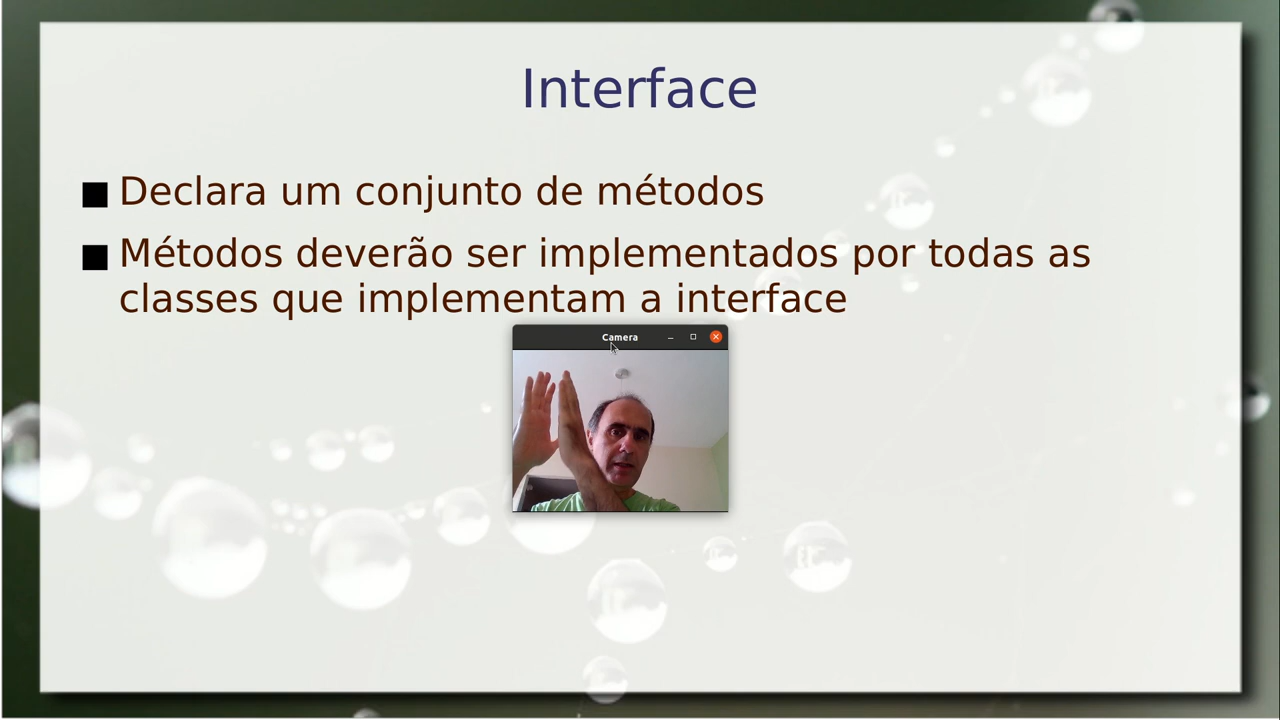 Interface
Declara um conjunto de métodos
Métodos deverão ser implementados por todas as
classes que implementam a interface
Camera